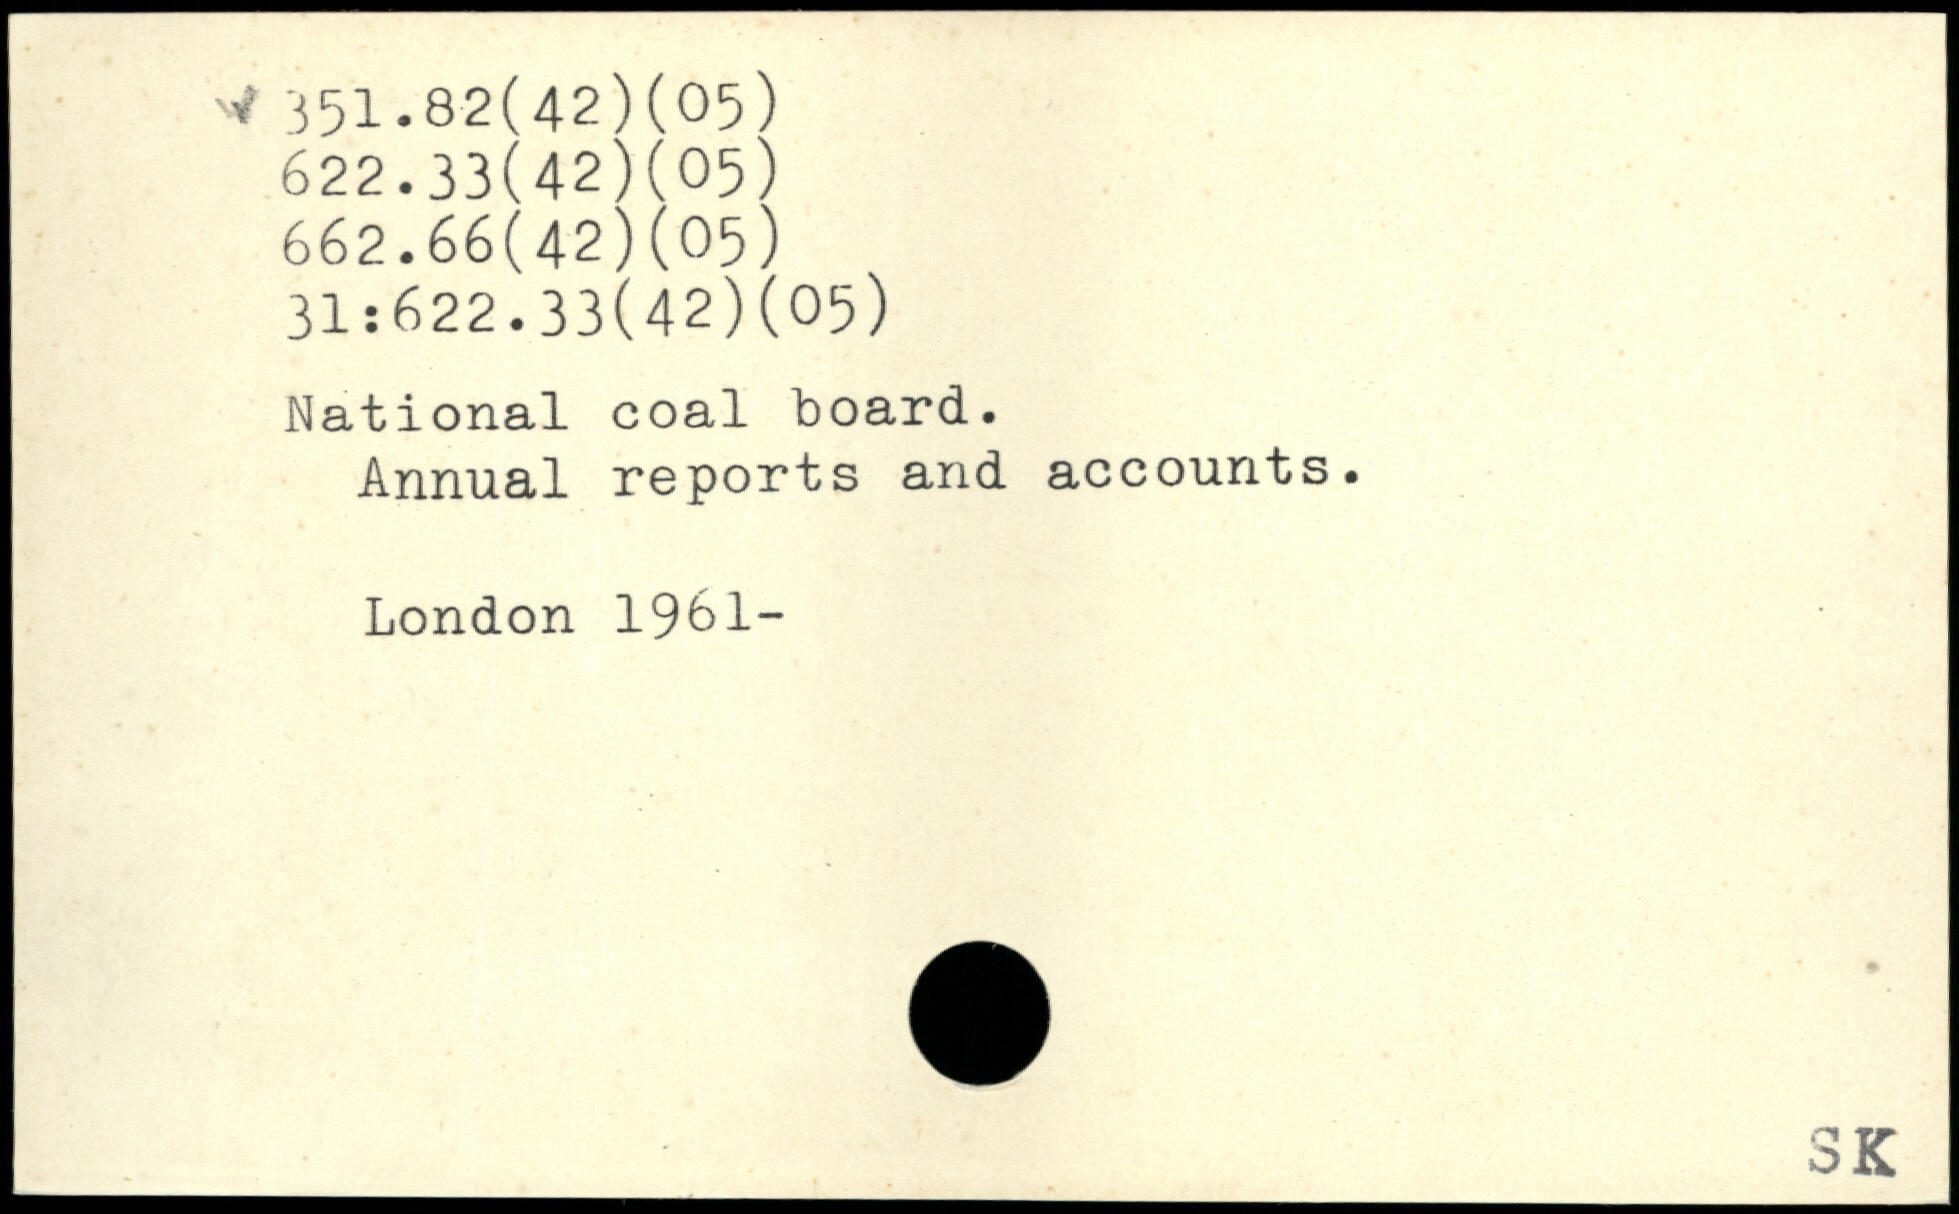 351.82(42)(05)
622.33(42)(05)
662.66(42)(05)
31:622.33(42)(05)
National coal board.
Annual reports and accounts.
London 1961-
SK